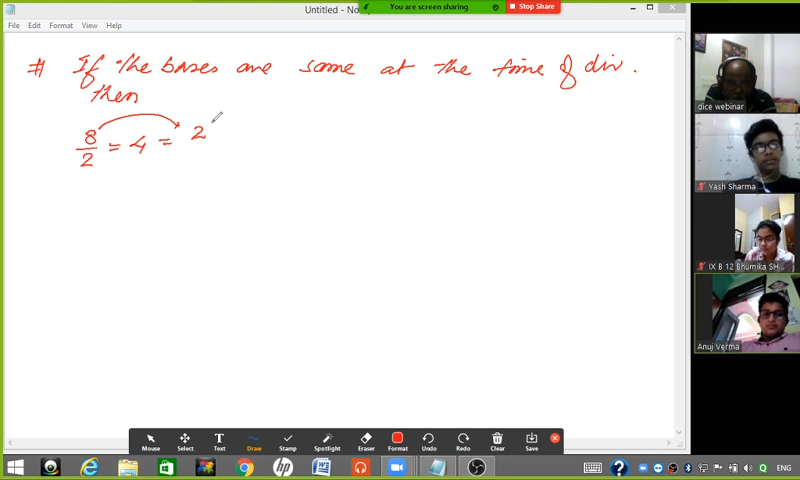 Untitled - No
You are screen sharing
Stop Share
File Edit Format View Help
# If the bases are same at the time of div.
then
8/2 = 4 = 2
dice webinar
Yash Sharma
IX B 12 Bhumika SH...
Anuj Verma
Mouse Select Text Draw Stamp Spotlight Eraser Format Undo Redo Clear Save
ENG